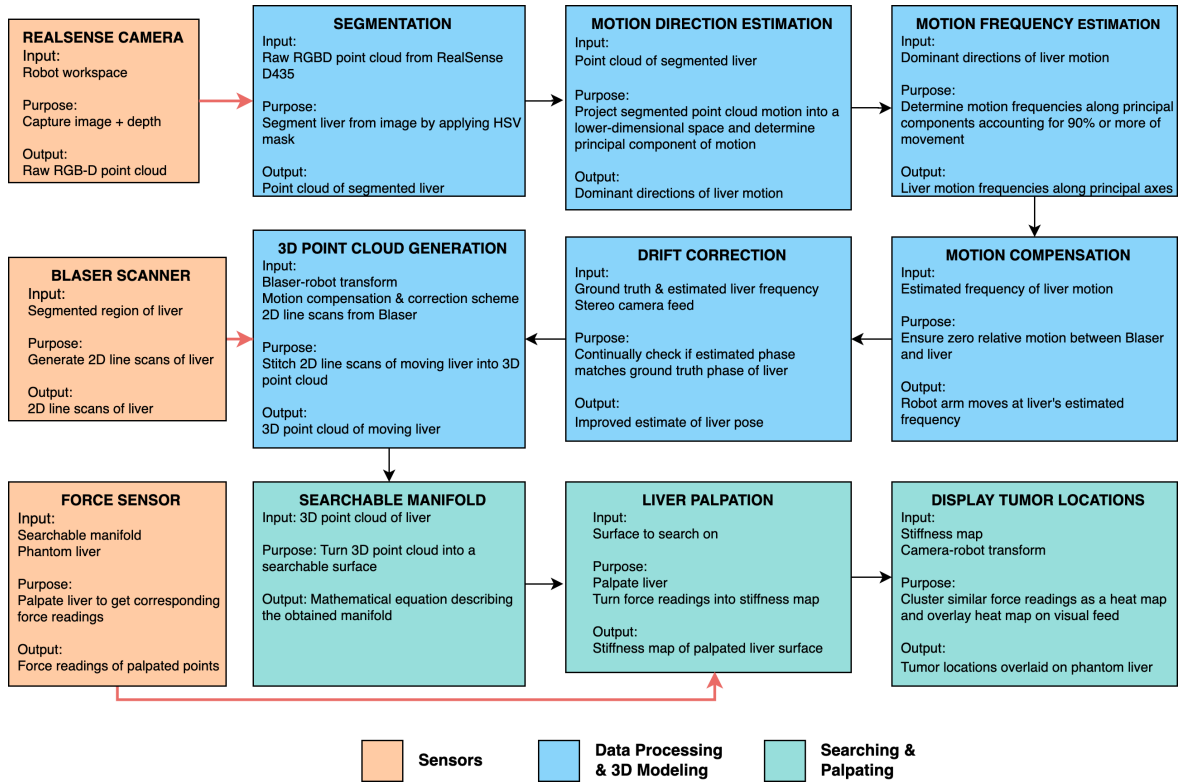 REALSENSE CAMERA
Input:
Robot workspace
Purpose:
Capture image + depth
Output:
Raw RGB-D point cloud
SEGMENTATION
Input:
Raw RGBD point cloud from RealSense
D435
Purpose:
Segment liver from image by applying HSV
mask
Output:
Point cloud of segmented liver
MOTION DIRECTION ESTIMATION
Input:
Point cloud of segmented liver
Purpose:
Project segmented point cloud motion into a
lower-dimensional space and determine
principal component of motion
Output:
Dominant directions of liver motion
MOTION FREQUENCY ESTIMATION
Input:
Dominant directions of liver motion
Purpose:
Determine motion frequencies along principal
components accounting for 90% or more of
movement
Output:
Liver motion frequencies along principal axes
BLASER SCANNER
Input:
Segmented region of liver
Purpose:
Generate 2D line scans of liver
Output:
2D line scans of liver
3D POINT CLOUD GENERATION
Input:
Blaser-robot transform
Motion compensation & correction scheme
2D line scans from Blaser
Purpose:
Stitch 2D line scans of moving liver into 3D
point cloud
Output:
3D point cloud of moving liver
DRIFT CORRECTION
Input:
Ground truth & estimated liver frequency
Stereo camera feed
Purpose:
Continually check if estimated phase
matches ground truth phase of liver
Output:
Improved estimate of liver pose
MOTION COMPENSATION
Input:
Estimated frequency of liver motion
Purpose:
Ensure zero relative motion between Blaser
and liver
Output:
Robot arm moves at liver's estimated
frequency
FORCE SENSOR
Input:
Searchable manifold
Phantom liver
Purpose:
Palpate liver to get corresponding
force readings
Output:
Force readings of palpated points
SEARCHABLE MANIFOLD
Input: 3D point cloud of liver
Purpose: Turn 3D point cloud into a
searchable surface
Output: Mathematical equation describing
the obtained manifold
LIVER PALPATION
Input:
Surface to search on
Purpose:
Palpate liver
Turn force readings into stiffness map
Output:
Stiffness map of palpated liver surface
DISPLAY TUMOR LOCATIONS
Input:
Stiffness map
Camera-robot transform
Purpose:
Cluster similar force readings as a heat map
and overlay heat map on visual feed
Output:
Tumor locations overlaid on phantom liver
Sensors
Data Processing
& 3D Modeling
Searching &
Palpating